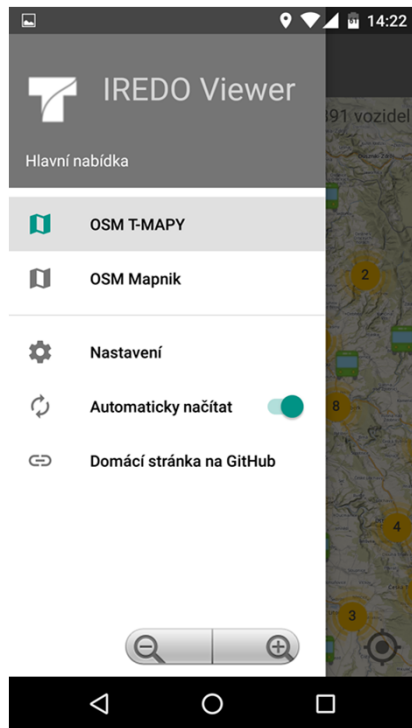 14:22
IREDO Viewer
491 vozidel
Hlavní nabídka
OSM T-MAPY
OSM Mapnik
2
Nastavení
Automaticky načítat
8
Domácí stránka na GitHub
4
3